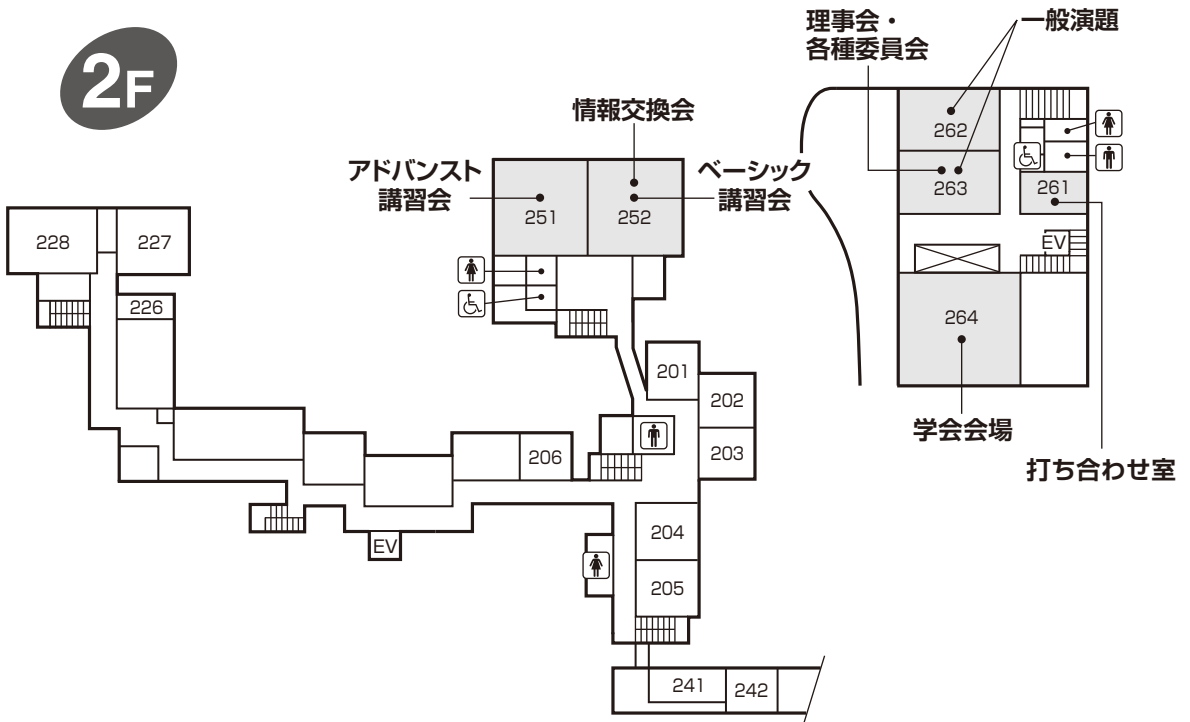 2F
理事会・
各種委員会
一般演題
情報交換会
アドバンスト
講習会
ベーシック
講習会
262
263
261
251
252
EV
228
227
226
264
201
202
203
学会会場
打ち合わせ室
206
204
EV
205
241
242